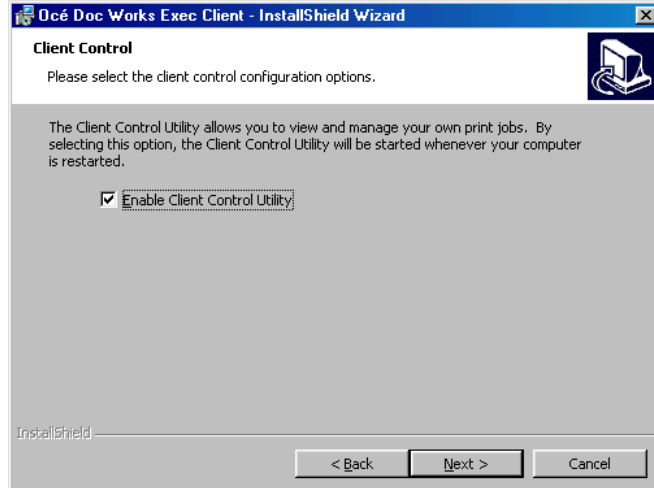 Océ Doc Works Exec Client - InstallShield Wizard
Client Control
Please select the client control configuration options.
The Client Control Utility allows you to view and manage your own print jobs. By
selecting this option, the Client Control Utility will be started whenever your computer
is restarted.
Enable Client Control Utility
InstallShield
< Back Next > Cancel